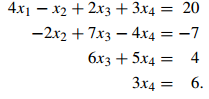 4x₁ − x₂ + 2x₃ + 3x₄ = 20
−2x₂ + 7x₃ − 4x₄ = −7
6x₃ + 5x₄ = 4
3x₄ = 6.